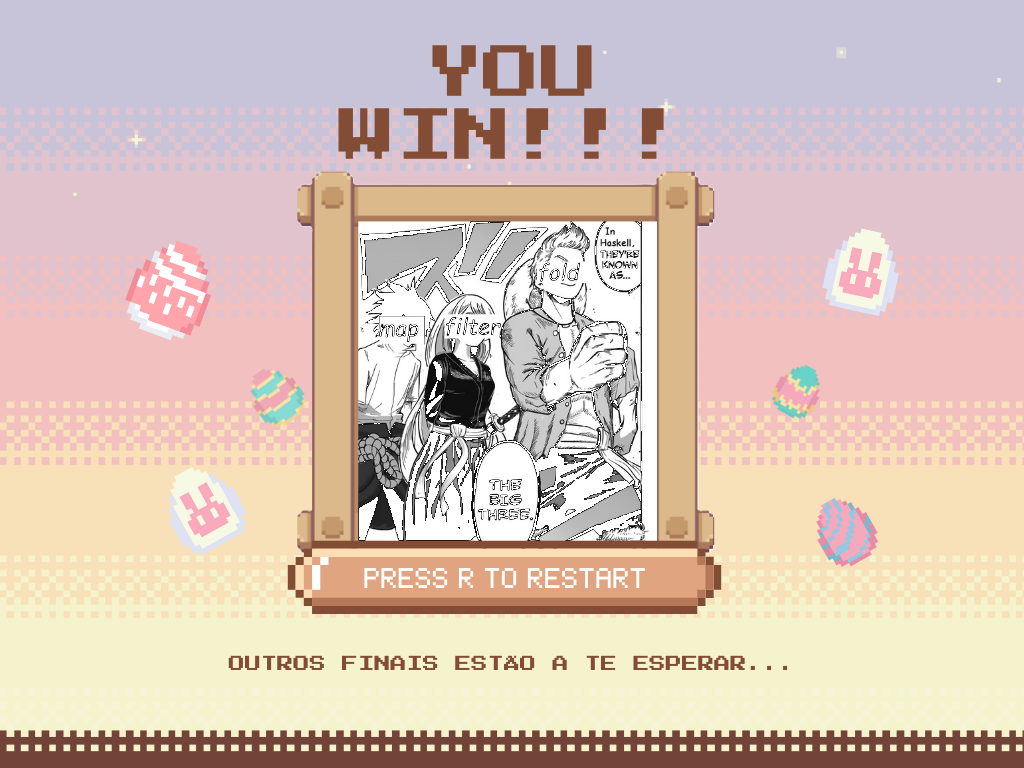 YOU
WIN!!!
In
Haskell,
THEY'RE
KNOWN
AS...
fold
map
filter
THE
BIG
THREE.
PRESS R TO RESTART
OUTROS FINAIS ESTÃO A TE ESPERAR...